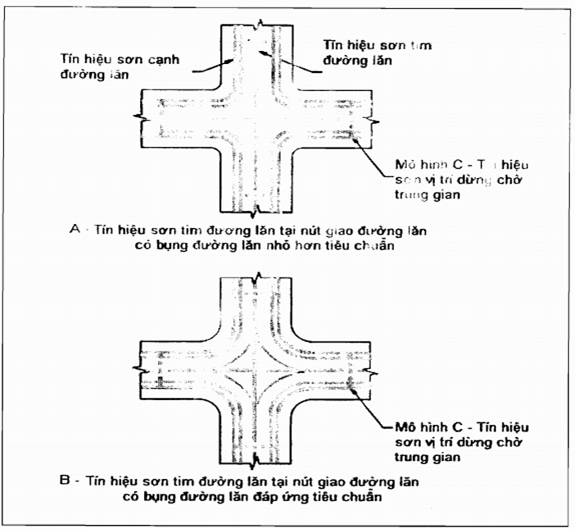 Tín hiệu sơn cạnh
đường lăn
Tín hiệu sơn tim
đường lăn
Mô hình C - Tín hiệu
sơn vị trí dừng chờ
trung gian
A - Tín hiệu sơn tim đương lăn tại nút giao đường lăn
có bụng đường lăn nhỏ hơn tiêu chuẩn
Mô hình C - Tín hiệu
sơn vị trí dừng chờ
trung gian
B - Tín hiệu sơn tim đường lăn tại nút giao đường lăn
có bụng đường lăn đáp ứng tiêu chuẩn